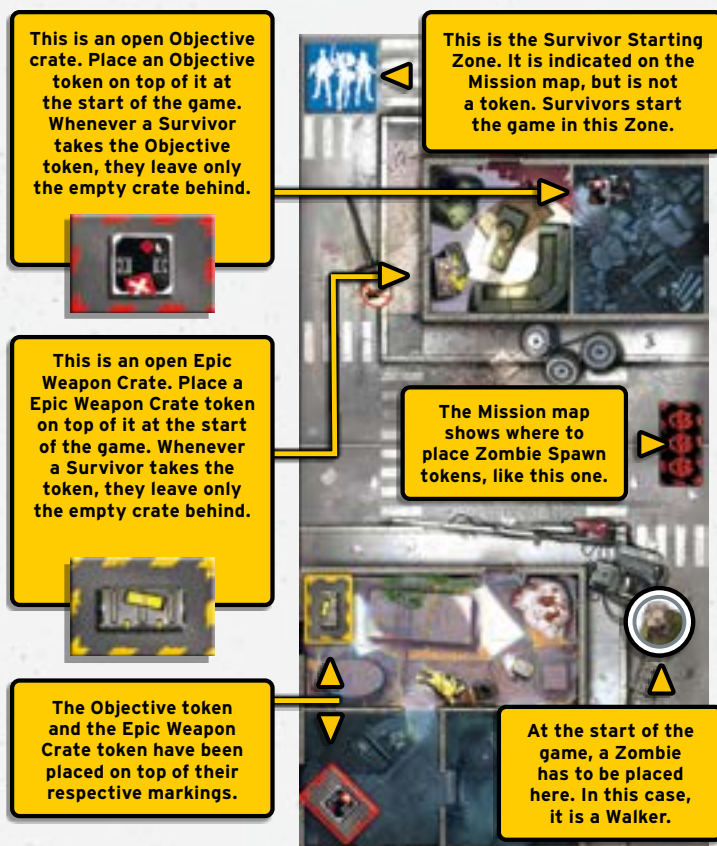 This is an open Objective
crate. Place an Objective
token on top of it at
the start of the game.
Whenever a Survivor
takes the Objective
token, they leave only
the empty crate behind.
This is the Survivor Starting
Zone. It is indicated on the
Mission map, but is not
a token. Survivors start
the game in this Zone.
This is an open Epic
Weapon Crate. Place a
Epic Weapon Crate token
on top of it at the start
of the game. Whenever
a Survivor takes the
token, they leave only
the empty crate behind.
The Mission map
shows where to
place Zombie Spawn
tokens, like this one.
The Objective token
and the Epic Weapon
Crate token have been
placed on top of their
respective markings.
At the start of the
game, a Zombie
has to be placed
here. In this case,
it is a Walker.